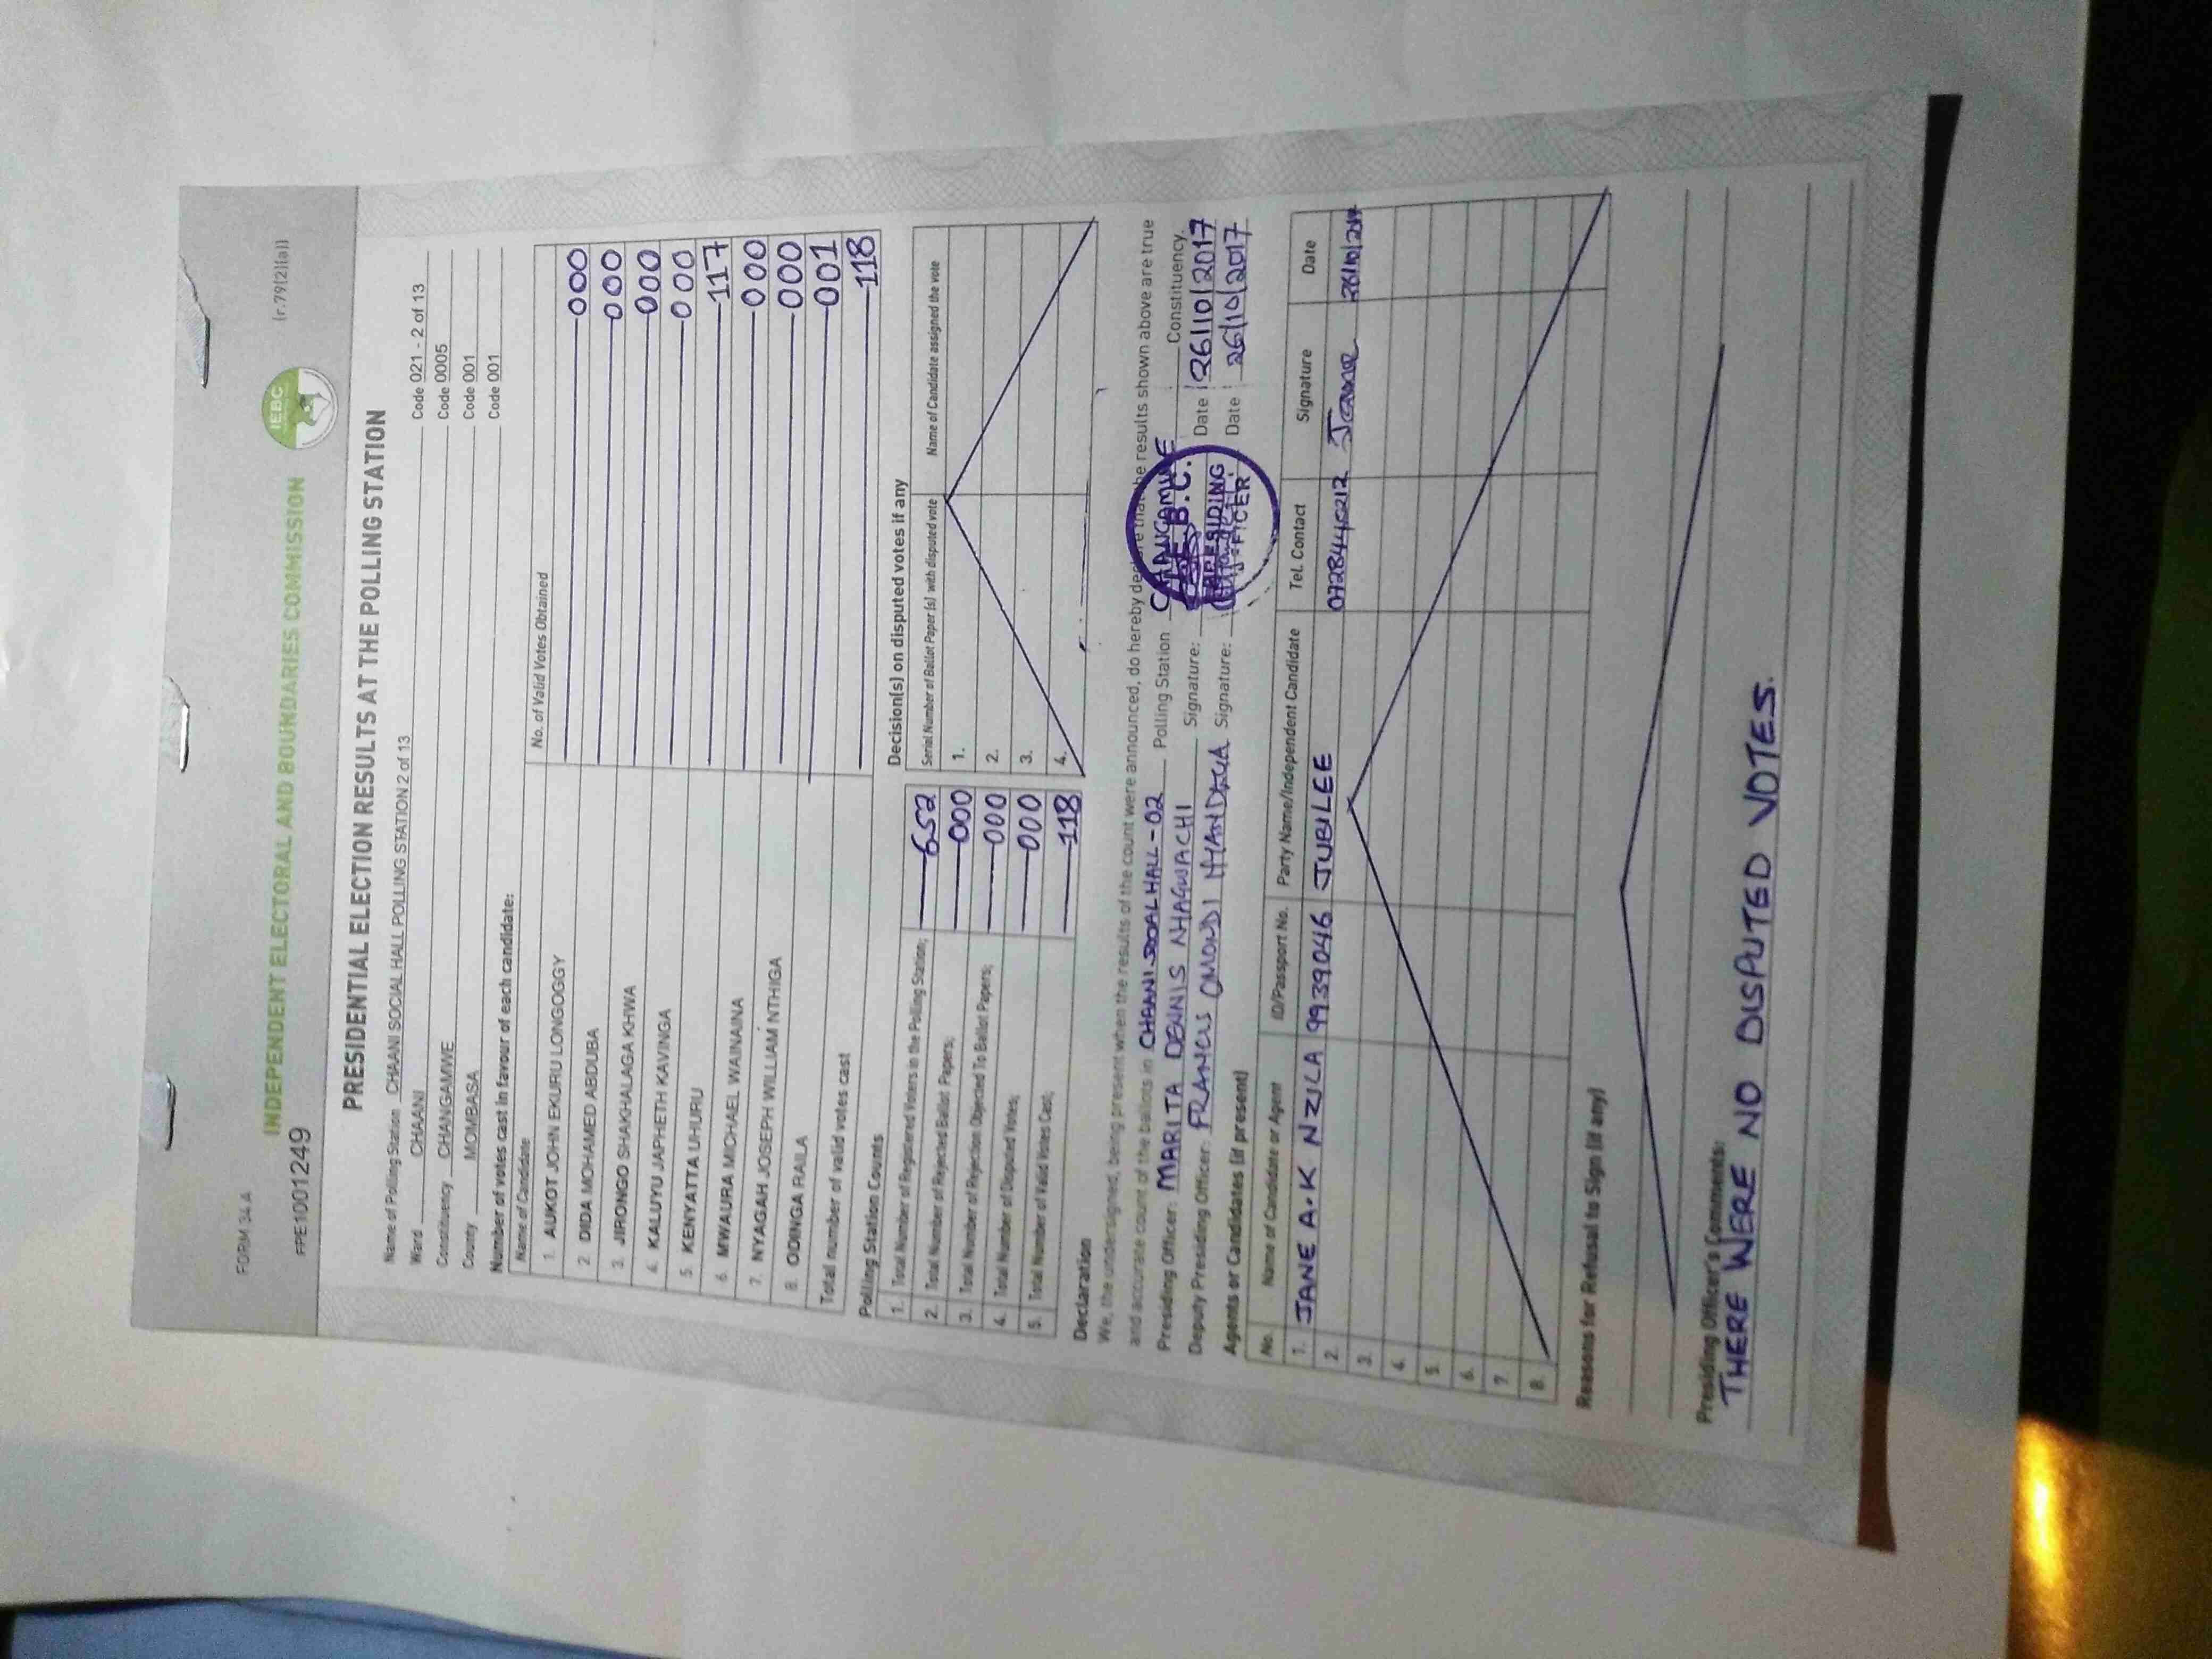 FORM 34A
(r.79(2)(a))
INDEPENDENT ELECTORAL AND BOUNDARIES COMMISSION
IEBC
FPE1001249
PRESIDENTIAL ELECTION RESULTS AT THE POLLING STATION
Name of Polling Station CHAANI SOCIAL HALL POLLING STATION 2 of 13 Code 021 - 2 of 13
Ward CHAANI Code 0005
Constituency CHANGAMWE Code 001
County MOMBASA Code 001
Number of votes cast in favour of each candidate:
Name of Candidate No. of Valid Votes Obtained
1. AUKOT JOHN EKURU LONGOGGY 000
2. DIDA MOHAMED ABDUBA 000
3. JIRONGO SHAKHALAGA KHWA 000
4. KALUYU JAPHETH KAVINGA 000
5. KENYATTA UHURU 117
6. MWAURA MICHAEL WAINAINA 000
7. NYAGAH JOSEPH WILLIAM NTHIGA 000
8. ODINGA RAILA 001
Total number of valid votes cast 118
Polling Station Counts
1. Total Number of Registered Voters in the Polling Station; 652
2. Total Number of Rejected Ballot Papers; 000
3. Total Number of Rejection Objected To Ballot Papers; 000
4. Total Number of Disputed Votes; 000
5. Total Number of Valid Votes Cast; 118
Decision(s) on disputed votes if any
Serial Number of Ballot Paper (s) with disputed vote Name of Candidate assigned the vote
1.
2.
3.
4.
Declaration
We, the undersigned, being present when the results of the count were announced, do hereby declare that the results shown above are true
and accurate count of the ballots in CHAANI SOCIAL HALL - 02 Polling Station CHANGAMWE Constituency.
Presiding Officer: MARITA DENNIS NYAGWACHI Signature: Date 26/10/2017
Deputy Presiding Officer: FRANCIS OMONDI Signature: Date 26/10/2017
I.E.B.C.
PRESIDING
OFFICER
Agents or Candidates (if present)
No. Name of Candidate or Agent ID/Passport No. Party Name/Independent Candidate Tel. Contact Signature Date
1. JANE A.K NZILA 9939046 JUBILEE 0728440212 Jane 26/10/2017
2.
3.
4.
5.
6.
7.
8.
Reasons for Refusal to Sign (if any)
Presiding Officer's Comments:
THERE WERE NO DISPUTED VOTES.